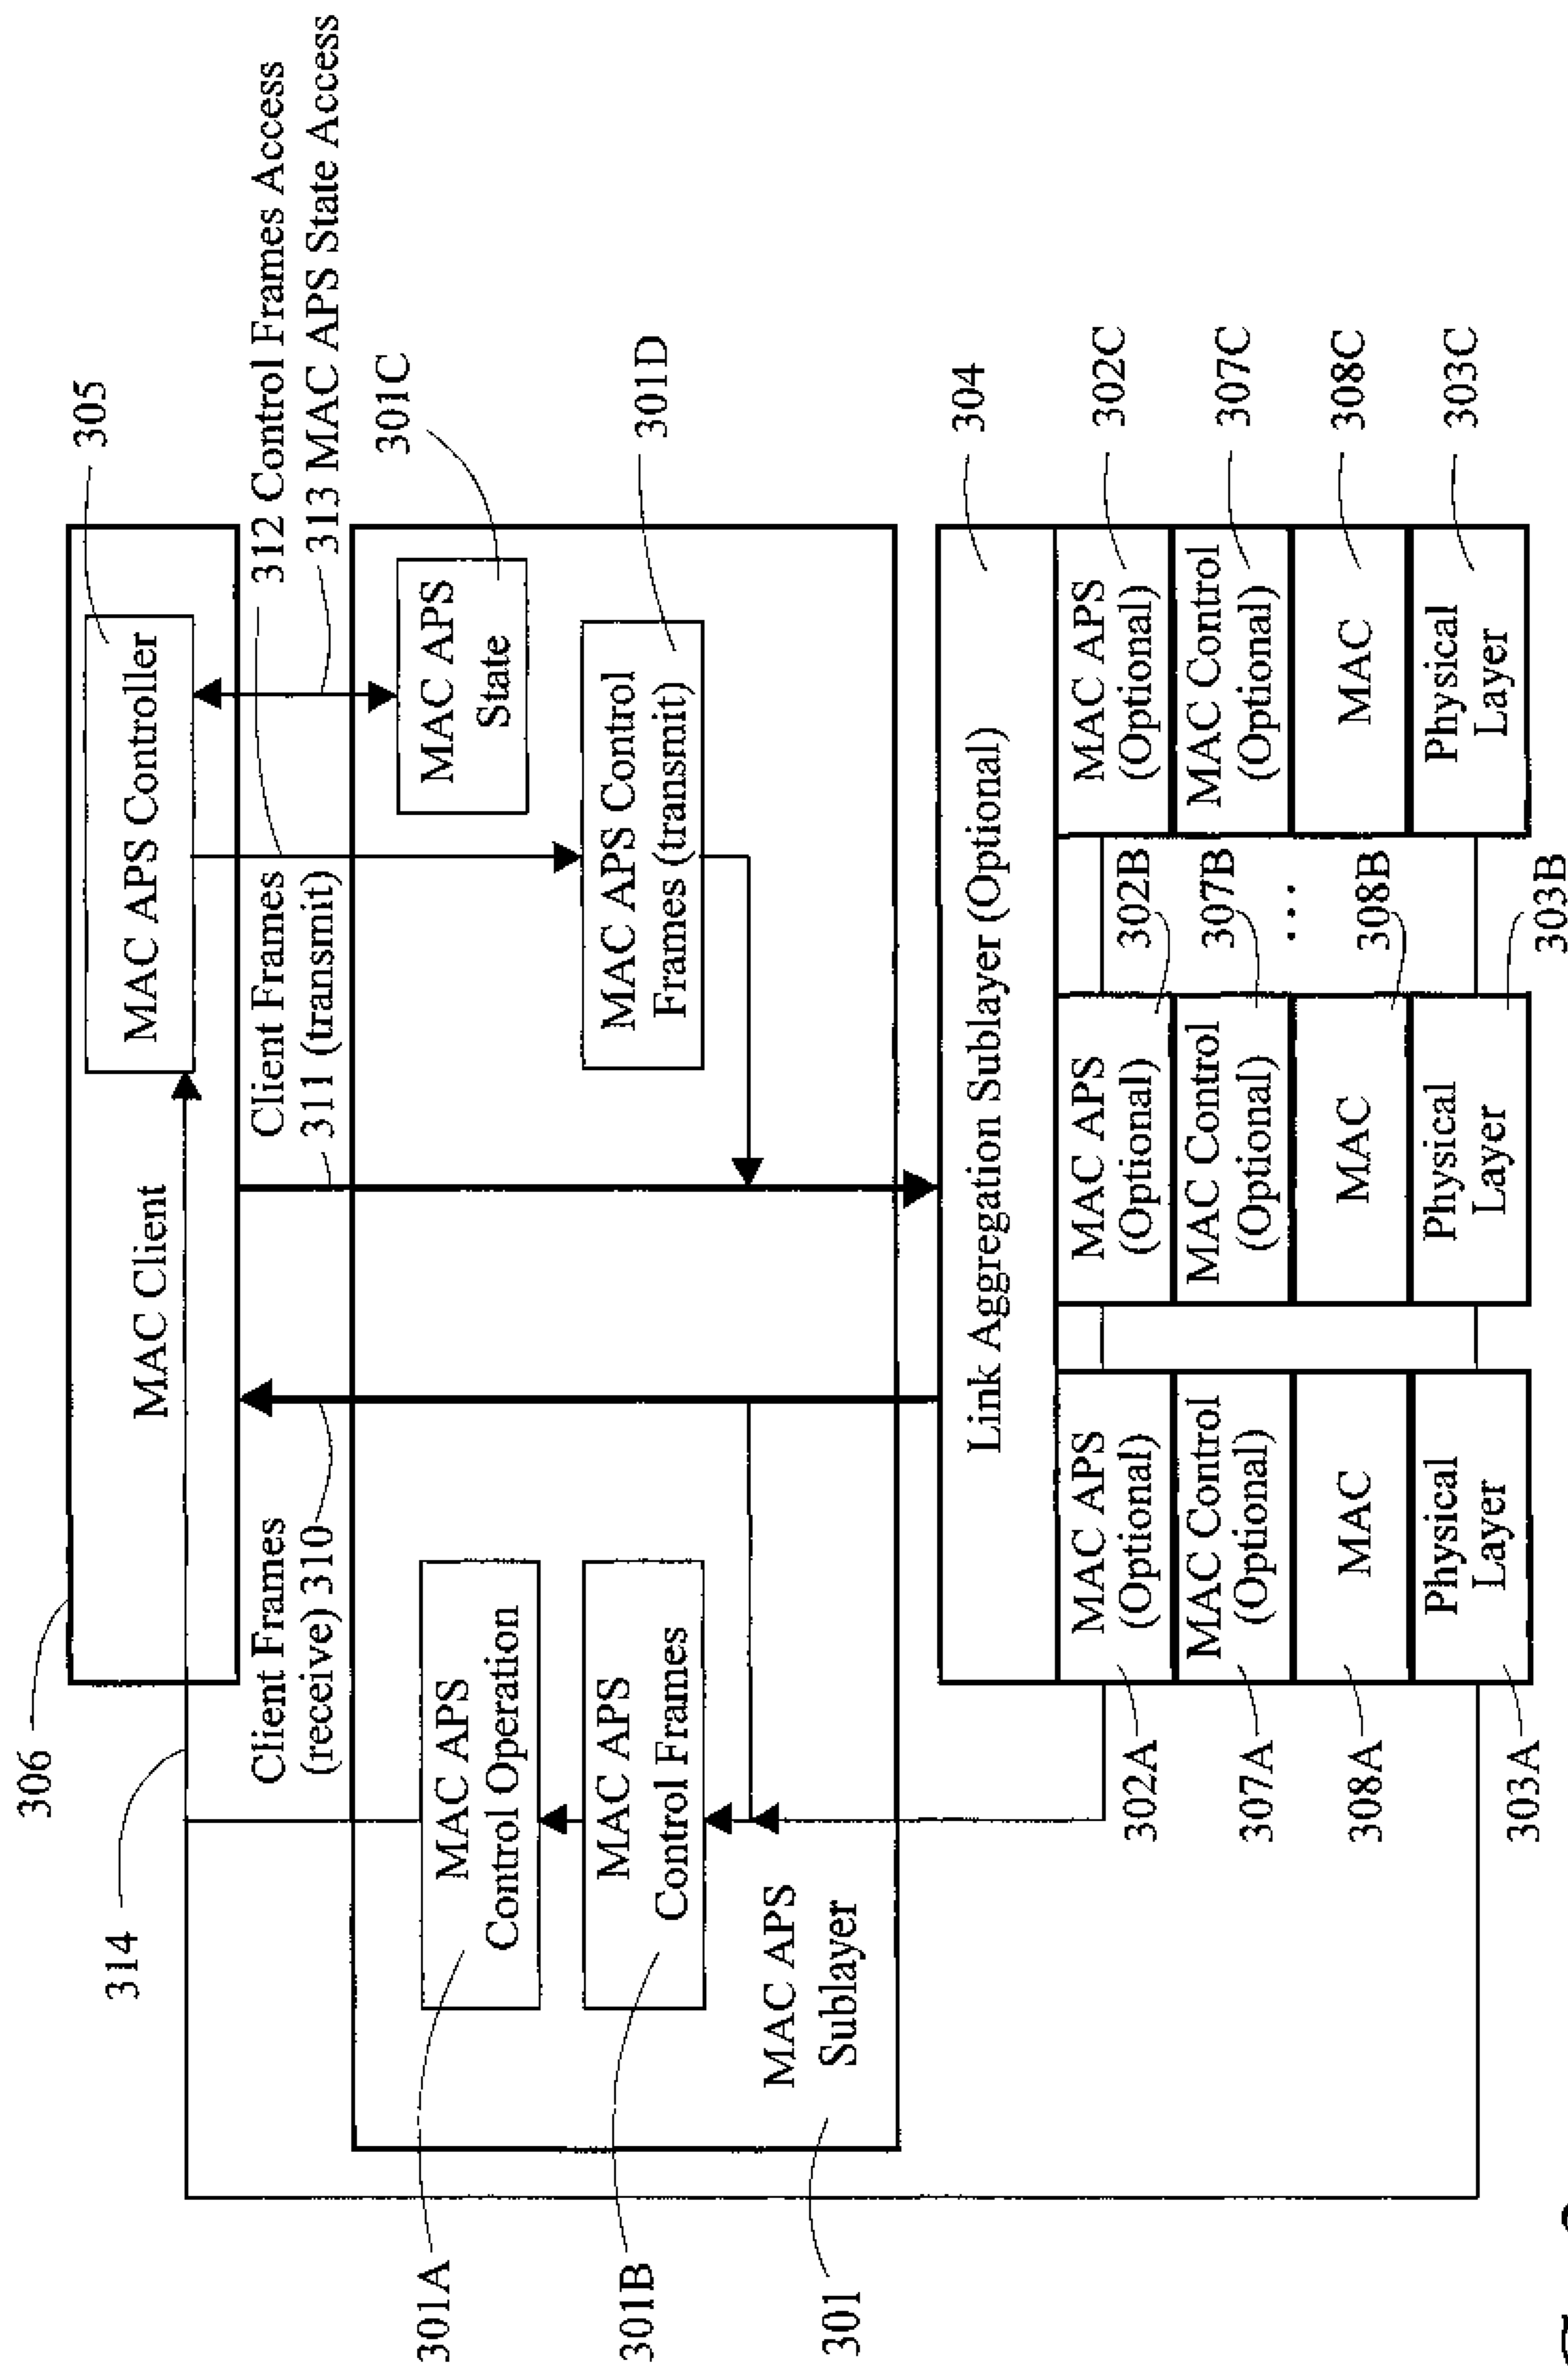 306
305
MAC Client
MAC APS Controller
314
Client Frames
(receive) 310
Client Frames
311 (transmit)
312 Control Frames Access
313 MAC APS State Access
301A
MAC APS
Control Operation
MAC APS
State
301C
301B
MAC APS
Control Frames
MAC APS Control
Frames (transmit)
301D
301
MAC APS
Sublayer
Link Aggregation Sublayer (Optional)
304
302A
MAC APS
(Optional)
MAC APS
(Optional)
302B
MAC APS
(Optional)
302C
307A
MAC Control
(Optional)
MAC Control
(Optional)
307B
MAC Control
(Optional)
307C
...
308A
MAC
MAC
308B
MAC
308C
303A
Physical
Layer
Physical
Layer
303B
Physical
Layer
303C